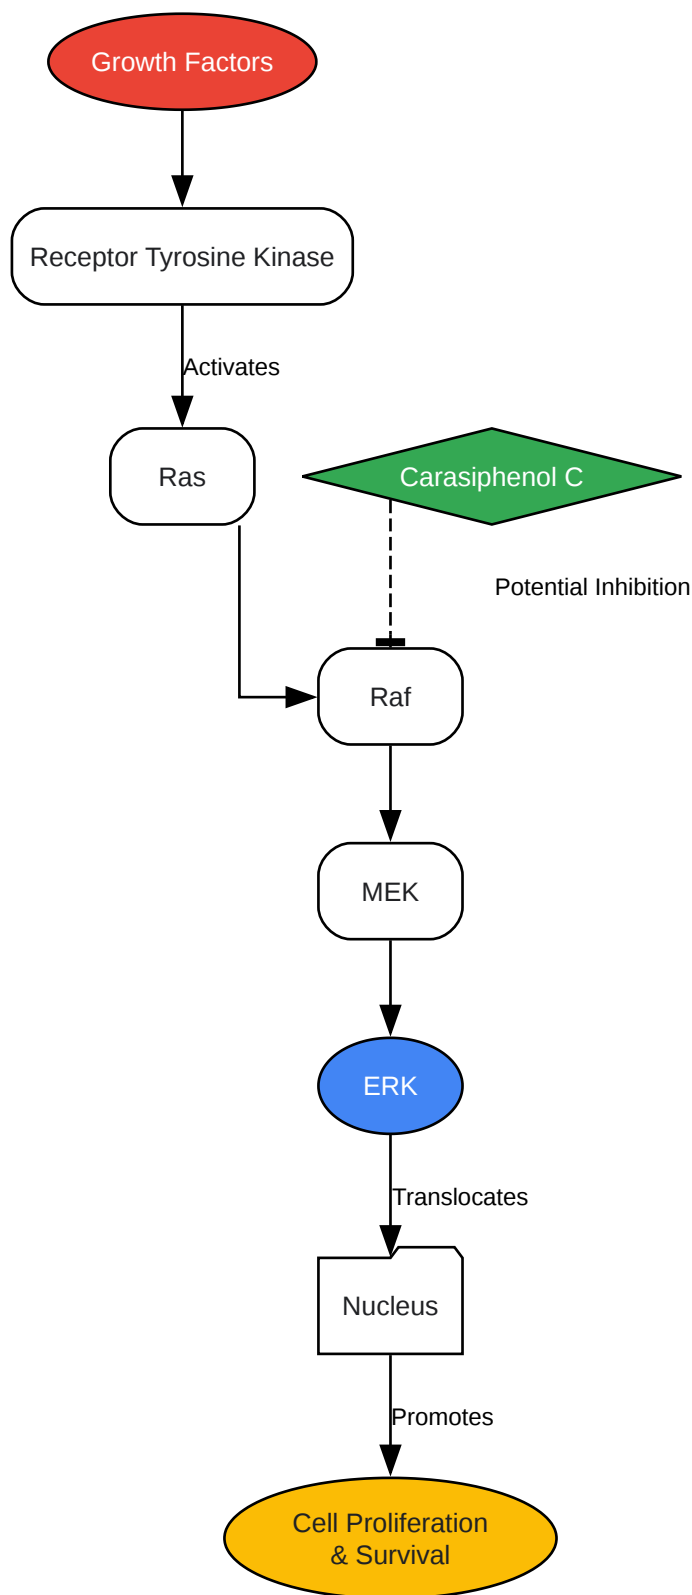 Growth Factors
Receptor Tyrosine Kinase
Activates
Ras
Carasiphenol C
Potential Inhibition
Raf
MEK
ERK
Translocates
Nucleus
Promotes
Cell Proliferation
& Survival